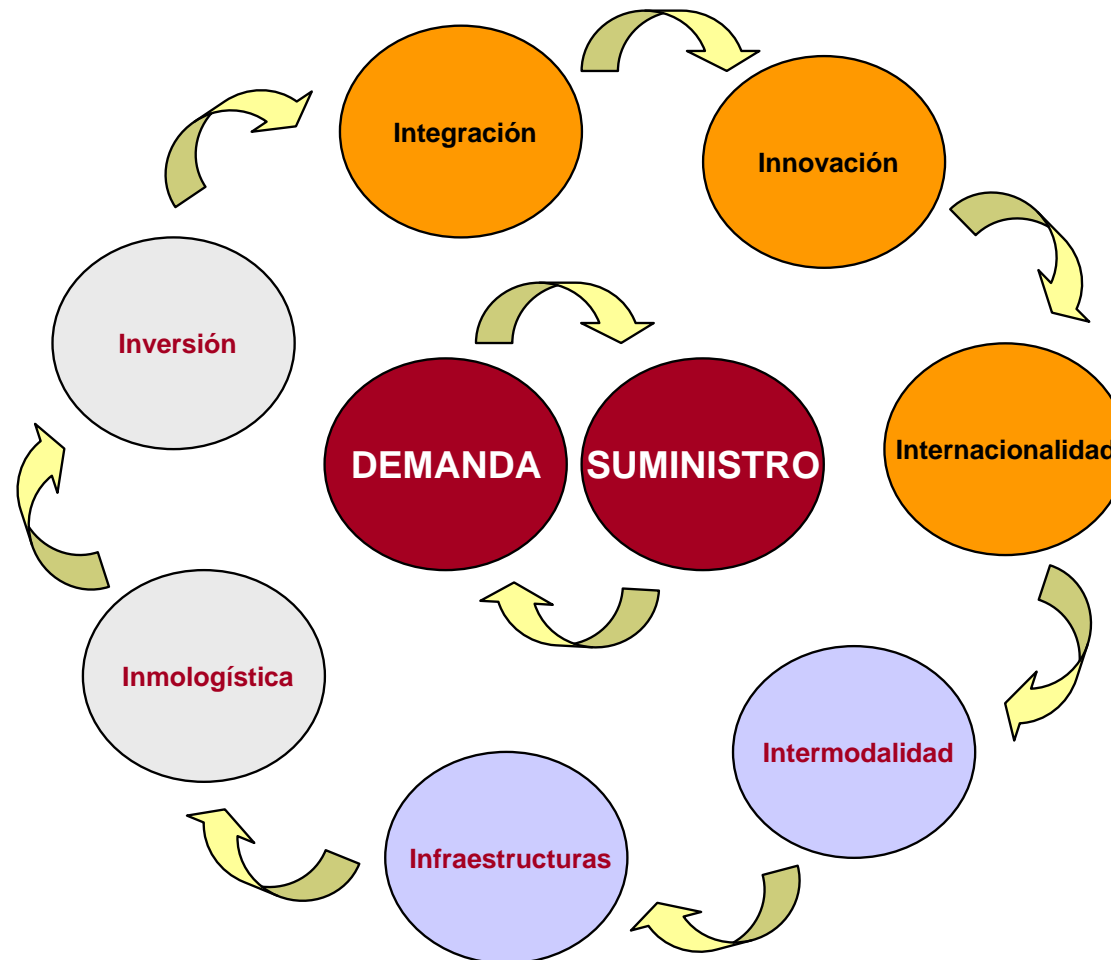 Integración
Innovación
Inversión
DEMANDA
SUMINISTRO
Internacionalidad
Inmologística
Intermodalidad
Infraestructuras